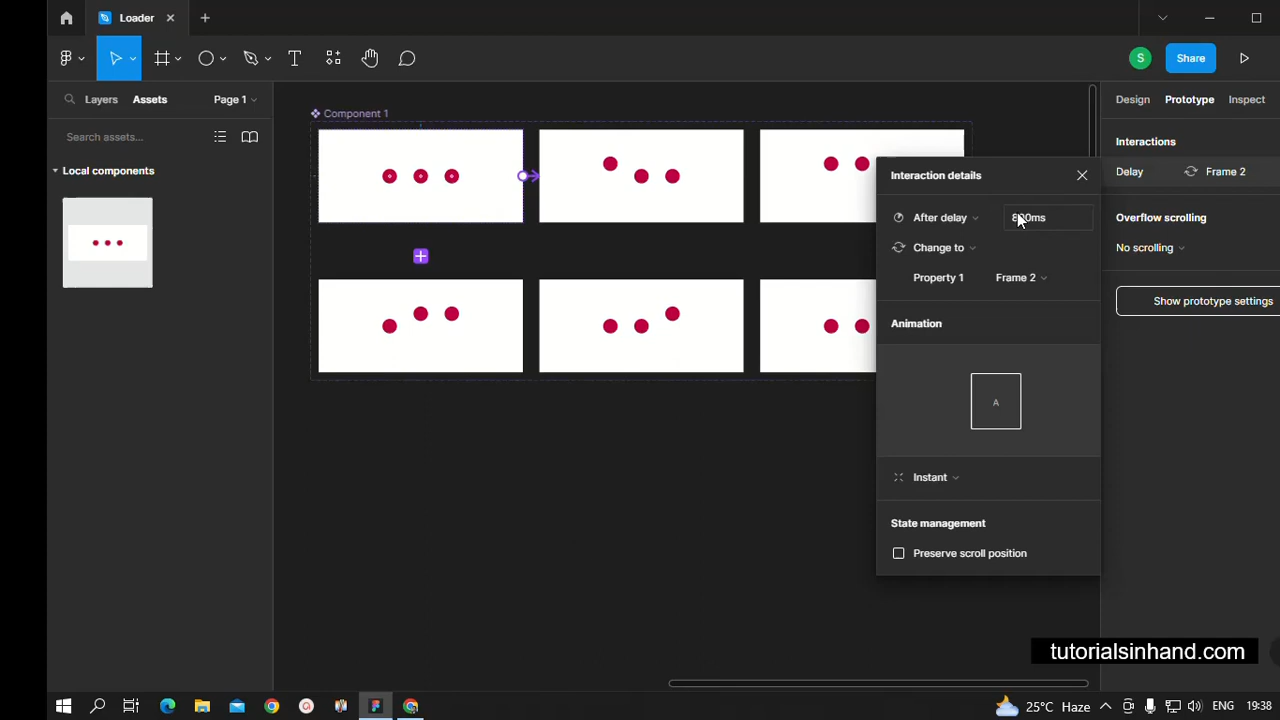 Loader
S
Share
Layers
Assets
Page 1
Component 1
Design
Prototype
Inspect
Search assets...
Interactions
Local components
Interaction details
Delay
Frame 2
After delay
Overflow scrolling
Change to
No scrolling
Property 1
Frame 2
Show prototype settings
Animation
A
Instant
State management
Preserve scroll position
tutorialsinhand.com
25°C Haze
ENG
19:38